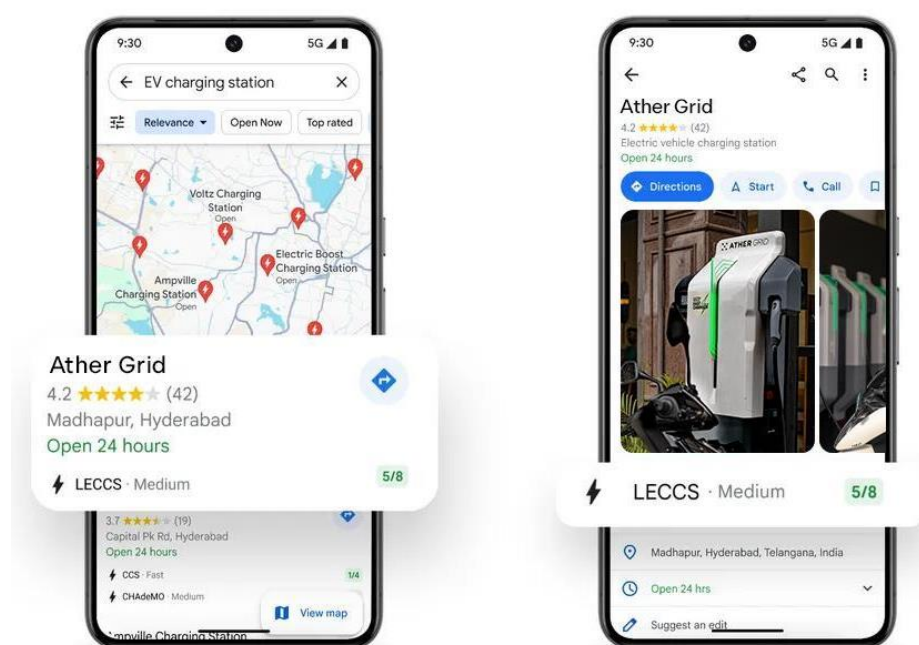 9:30 5G
EV charging station
Relevance Open Now Top rated
Voltz Charging
Station
Open
Electric Boost
Charging Station
Open
Ampville
Charging Station
Open
Ather Grid
4.2 (42)
Madhapur, Hyderabad
Open 24 hours
LECCS · Medium 5/8
3.7 (19)
Capital Pk Rd, Hyderabad
Open 24 hours
CCS · Fast 1/4
CHAdeMO · Medium
View map
Ampville Charging Station
9:30 5G
Ather Grid
4.2 (42)
Electric vehicle charging station
Open 24 hours
Directions Start Call
ATHER GRID
LECCS · Medium 5/8
Madhapur, Hyderabad, Telangana, India
Open 24 hrs
Suggest an edit